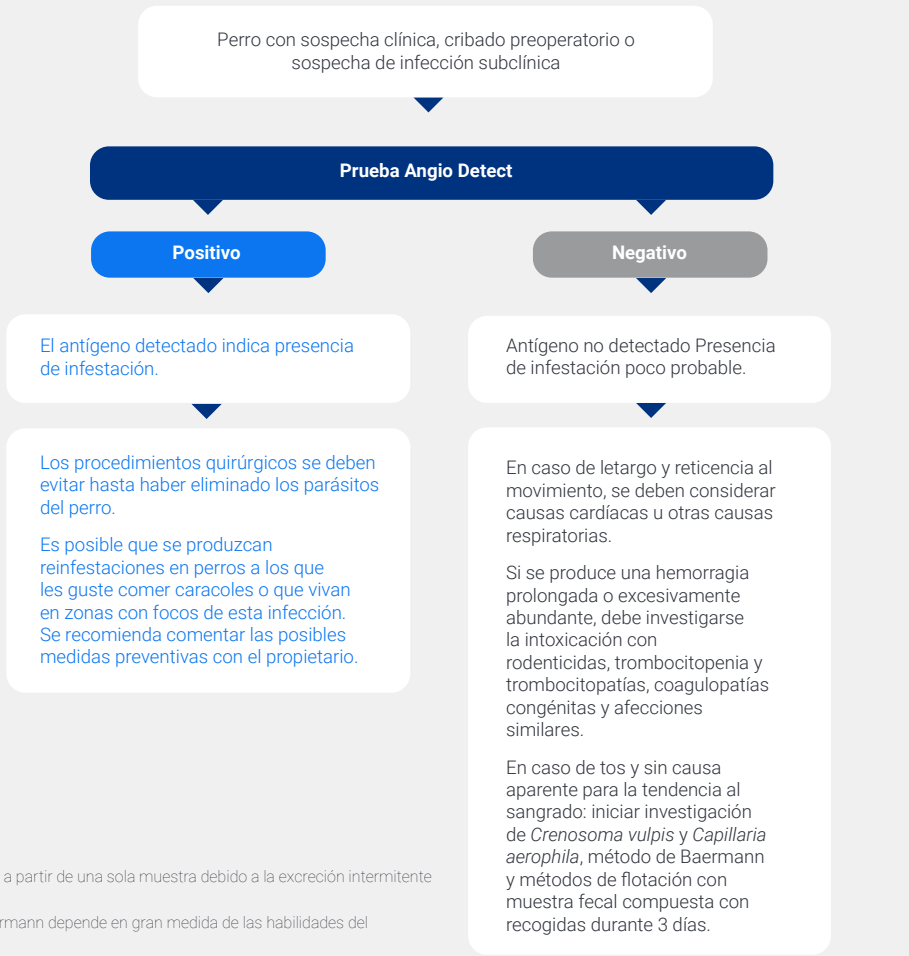 Perro con sospecha clínica, cribado preoperatorio o
sospecha de infección subclínica
Prueba Angio Detect
Positivo
Negativo
El antígeno detectado indica presencia
de infestación.
Antígeno no detectado Presencia
de infestación poco probable.
Los procedimientos quirúrgicos se deben
evitar hasta haber eliminado los parásitos
del perro.
Es posible que se produzcan
reinfestaciones en perros a los que
les guste comer caracoles o que vivan
en zonas con focos de esta infección.
Se recomienda comentar las posibles
medidas preventivas con el propietario.
En caso de letargo y reticencia al
movimiento, se deben considerar
causas cardíacas u otras causas
respiratorias.
Si se produce una hemorragia
prolongada o excesivamente
abundante, debe investigarse
la intoxicación con
rodenticidas, trombocitopenia y
trombocitopatías, coagulopatías
congénitas y afecciones
similares.
En caso de tos y sin causa
aparente para la tendencia al
sangrado: iniciar investigación
de Crenosoma vulpis y Capillaria
aerophila, método de Baermann
y métodos de flotación con
muestra fecal compuesta con
recogidas durante 3 días.
a partir de una sola muestra debido a la excreción intermitente
rmann depende en gran medida de las habilidades del